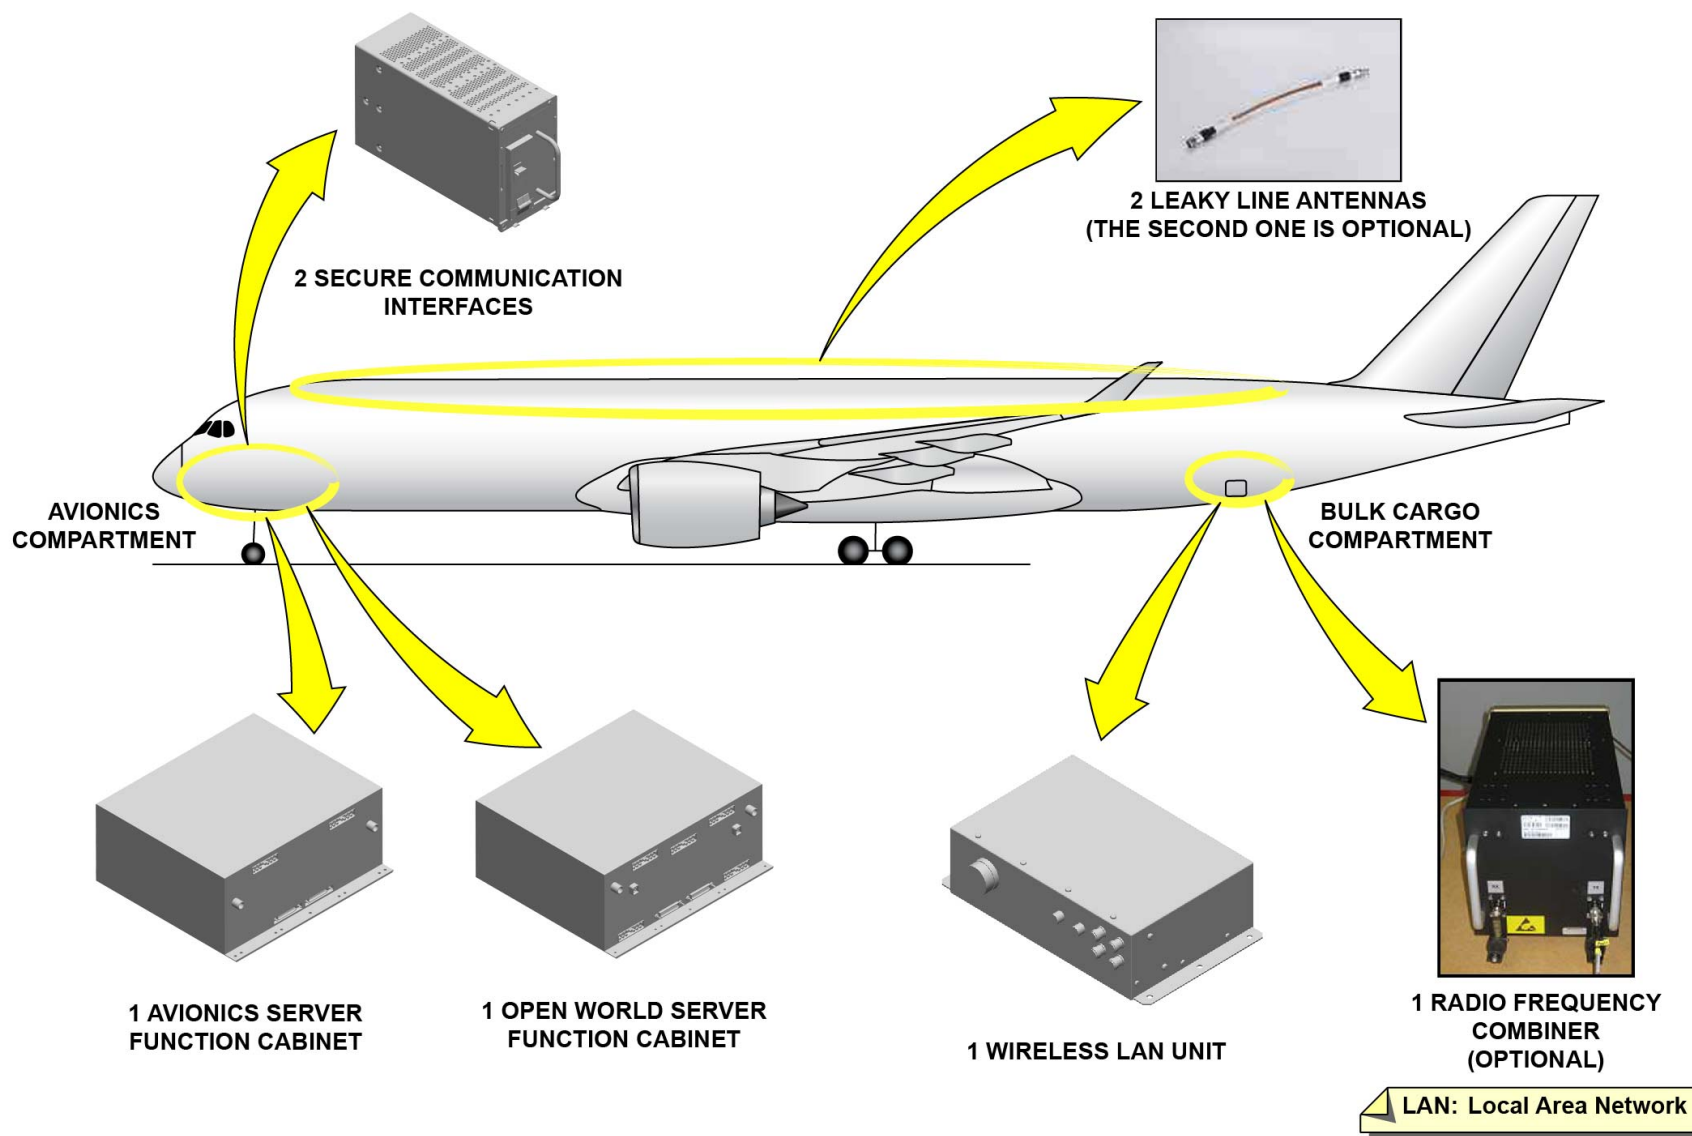 2 LEAKY LINE ANTENNAS
(THE SECOND ONE IS OPTIONAL)
2 SECURE COMMUNICATION
INTERFACES
AVIONICS
COMPARTMENT
BULK CARGO
COMPARTMENT
1 AVIONICS SERVER
FUNCTION CABINET
1 OPEN WORLD SERVER
FUNCTION CABINET
1 WIRELESS LAN UNIT
1 RADIO FREQUENCY
COMBINER
(OPTIONAL)
LAN: Local Area Network